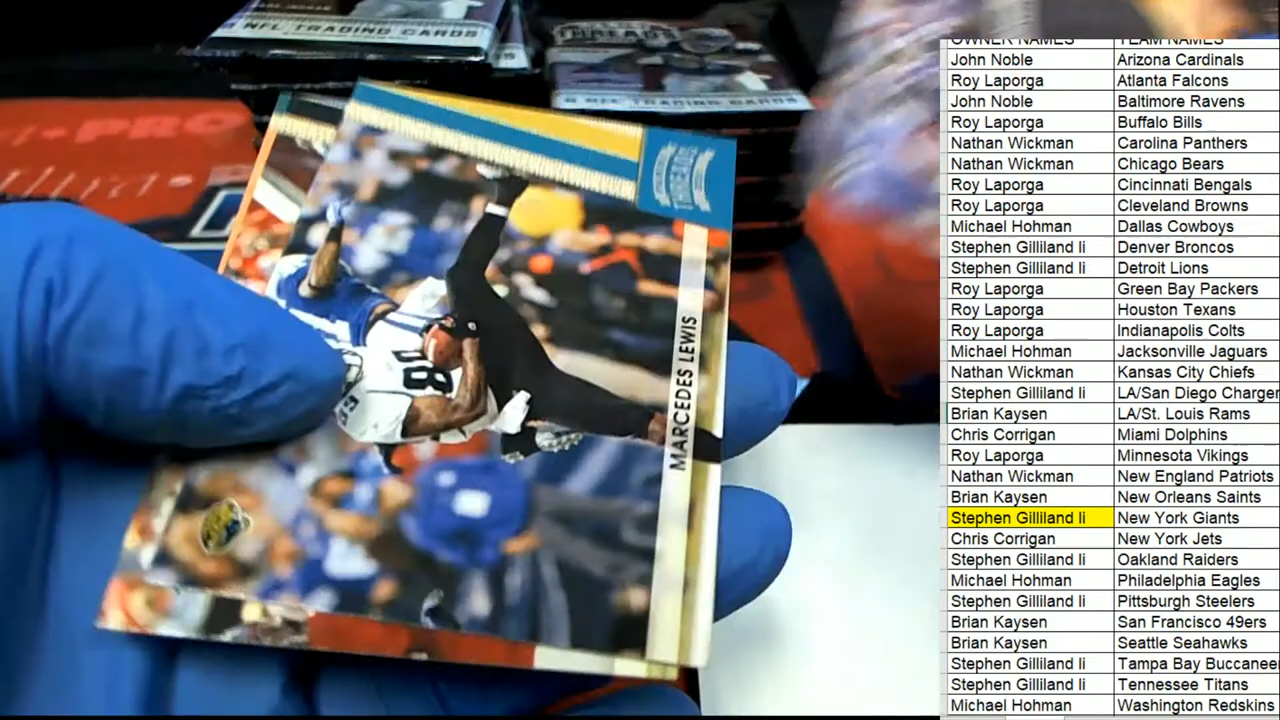 NFL TRADING CARDS
THREADS
8 NFL TRADING CARDS
PRO
THREADS
MARCEDES LEWIS
89
OWNER NAMES TEAM NAMES
John Noble Arizona Cardinals
Roy Laporga Atlanta Falcons
John Noble Baltimore Ravens
Roy Laporga Buffalo Bills
Nathan Wickman Carolina Panthers
Nathan Wickman Chicago Bears
Roy Laporga Cincinnati Bengals
Roy Laporga Cleveland Browns
Michael Hohman Dallas Cowboys
Stephen Gilliland Ii Denver Broncos
Stephen Gilliland Ii Detroit Lions
Roy Laporga Green Bay Packers
Roy Laporga Houston Texans
Roy Laporga Indianapolis Colts
Michael Hohman Jacksonville Jaguars
Nathan Wickman Kansas City Chiefs
Stephen Gilliland Ii LA/San Diego Charger
Brian Kaysen LA/St. Louis Rams
Chris Corrigan Miami Dolphins
Roy Laporga Minnesota Vikings
Nathan Wickman New England Patriots
Brian Kaysen New Orleans Saints
Stephen Gilliland Ii New York Giants
Chris Corrigan New York Jets
Stephen Gilliland Ii Oakland Raiders
Michael Hohman Philadelphia Eagles
Stephen Gilliland Ii Pittsburgh Steelers
Brian Kaysen San Francisco 49ers
Brian Kaysen Seattle Seahawks
Stephen Gilliland Ii Tampa Bay Buccanee
Stephen Gilliland Ii Tennessee Titans
Michael Hohman Washington Redskins